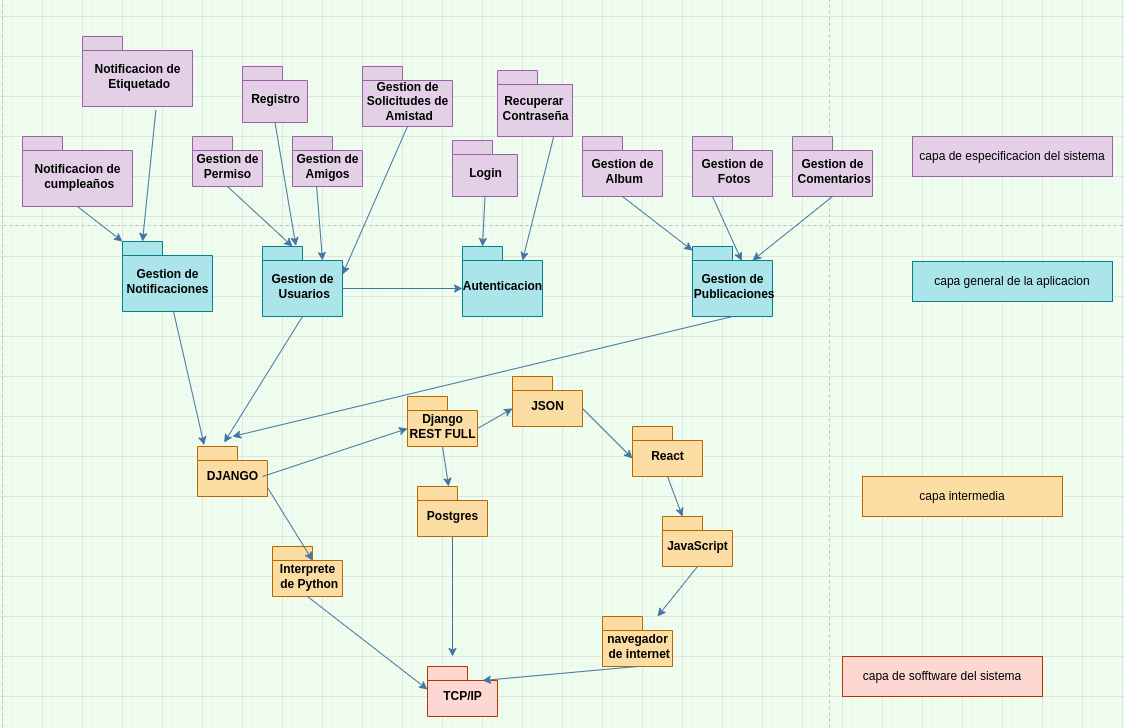 Notificacion de
Etiquetado
Registro
Gestion de
Solicitudes de
Amistad
Recuperar
Contraseña
Notificacion de
cumpleaños
Gestion de
Permiso
Gestion de
Amigos
Login
Gestion de
Album
Gestion de
Fotos
Gestion de
Comentarios
capa de especificacion del sistema
Gestion de
Notificaciones
Gestion de
Usuarios
Autenticacion
Gestion de
Publicaciones
capa general de la aplicacion
Django
REST FULL
JSON
DJANGO
React
Postgres
capa intermedia
JavaScript
Interprete
de Python
navegador
de internet
TCP/IP
capa de sofftware del sistema